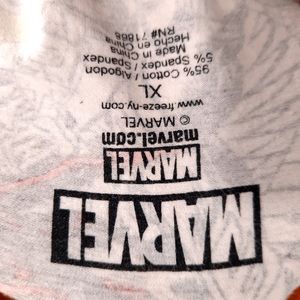 MARVEL
MARVEL
marvel.com
© MARVEL
www.freeze-ny.com
XL
95% Cotton / Algodon
5% Spandex / Spandex
Made in China
Hecho en China
RN# 71868